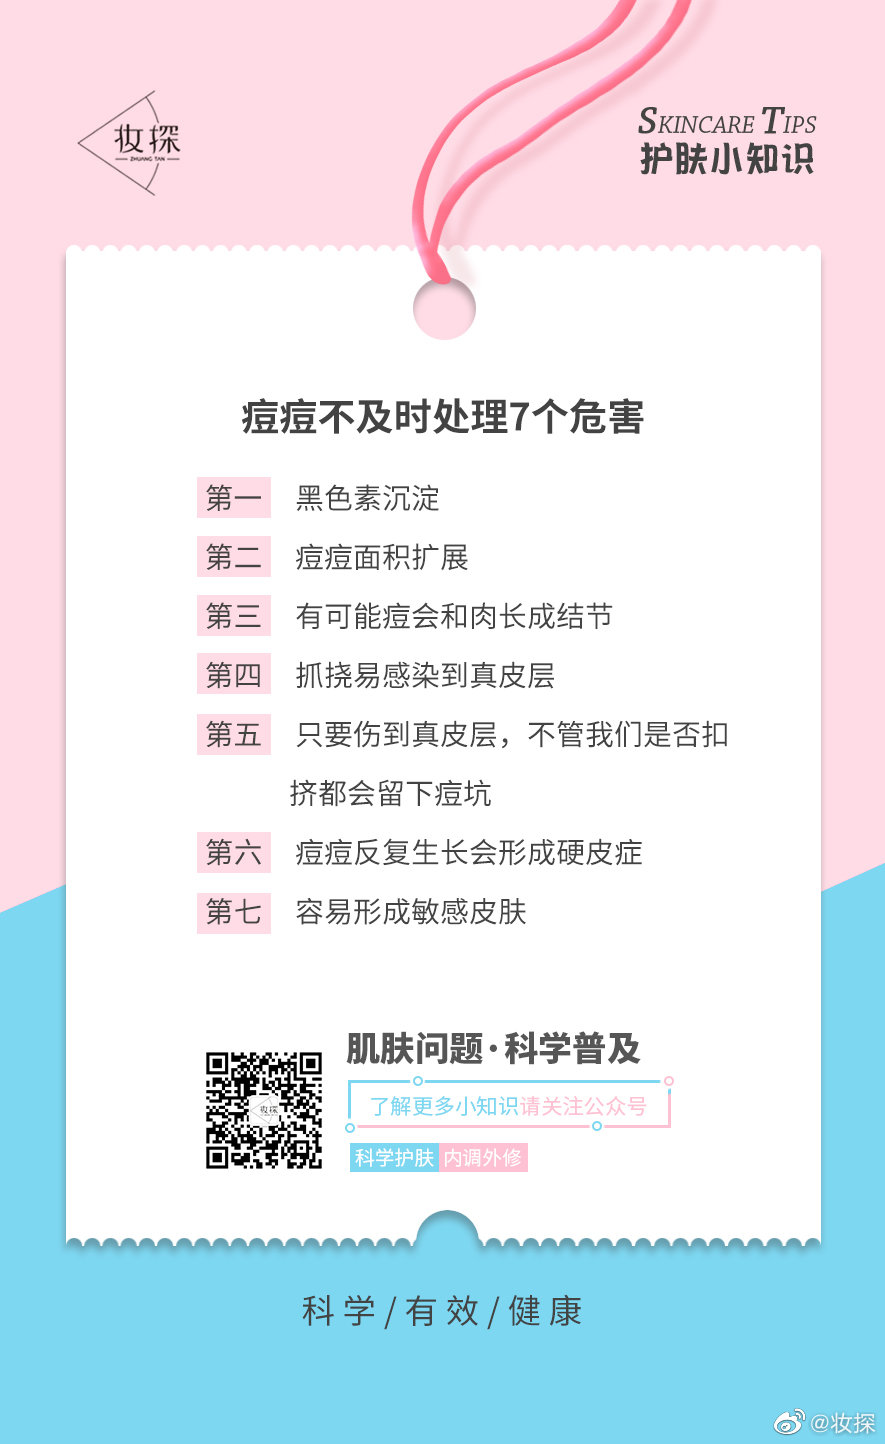 妆探
ZHUANG TAN
SKINCARE TIPS
护肤小知识
痘痘不及时处理7个危害
第一 黑色素沉淀
第二 痘痘面积扩展
第三 有可能痘会和肉长成结节
第四 抓挠易感染到真皮层
第五 只要伤到真皮层，不管我们是否扣
挤都会留下痘坑
第六 痘痘反复生长会形成硬皮症
第七 容易形成敏感皮肤
肌肤问题·科学普及
妆探
了解更多小知识请关注公众号
科学护肤 内调外修
科学/有效/健康
@妆探